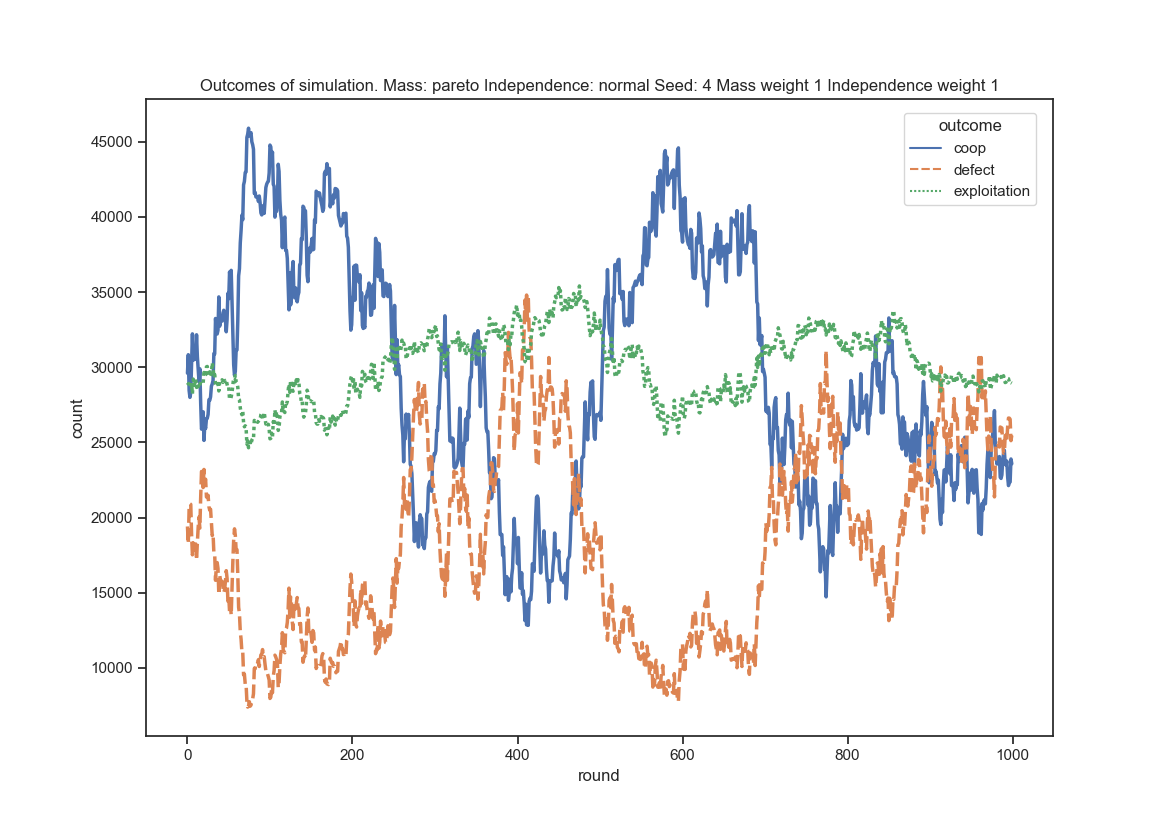 Outcomes of simulation. Mass: pareto Independence: normal Seed: 4 Mass weight 1 Independence weight 1
outcome
coop
defect
exploitation
45000
40000
35000
30000
25000
20000
15000
10000
count
0 200 400 600 800 1000
round